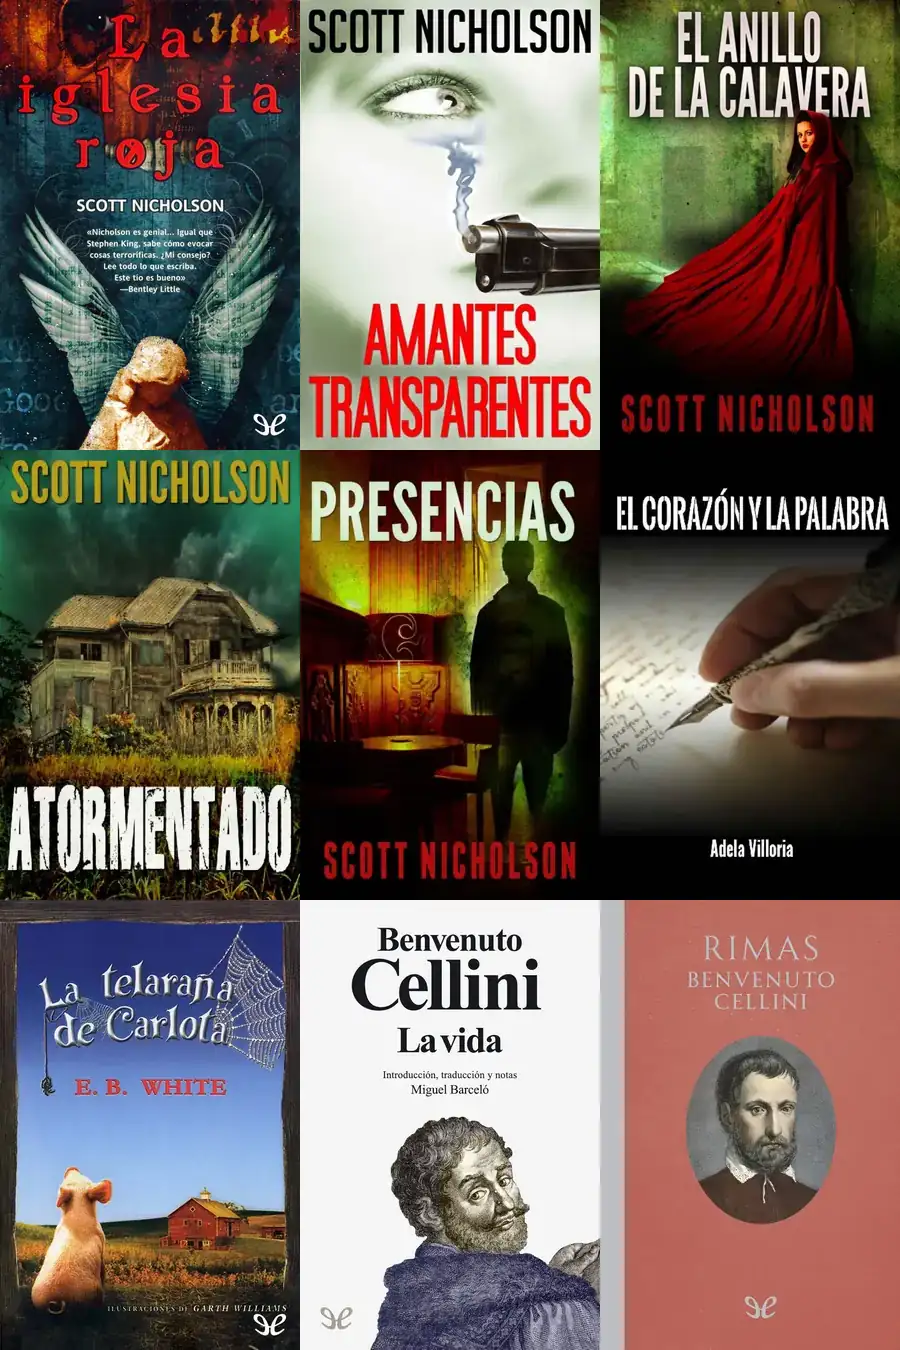 La
iglesia
roja
SCOTT NICHOLSON
«Nicholson es genial... Igual que
Stephen King, sabe cómo evocar
cosas terroríficas. ¿Mi consejo?
Lee todo lo que escriba.
Este tio es bueno»
—Bentley Little
SCOTT NICHOLSON
AMANTES
TRANSPARENTES
EL ANILLO
DE LA CALAVERA
SCOTT NICHOLSON
SCOTT NICHOLSON
ATORMENTADO
PRESENCIAS
SCOTT NICHOLSON
EL CORAZÓN Y LA PALABRA
Adela Villoria
La telaraña
de Carlota
E. B. WHITE
ILUSTRACIONES DE GARTH WILLIAMS
Benvenuto
Cellini
La vida
Introducción, traducción y notas
Miguel Barceló
RIMAS
BENVENUTO
CELLINI